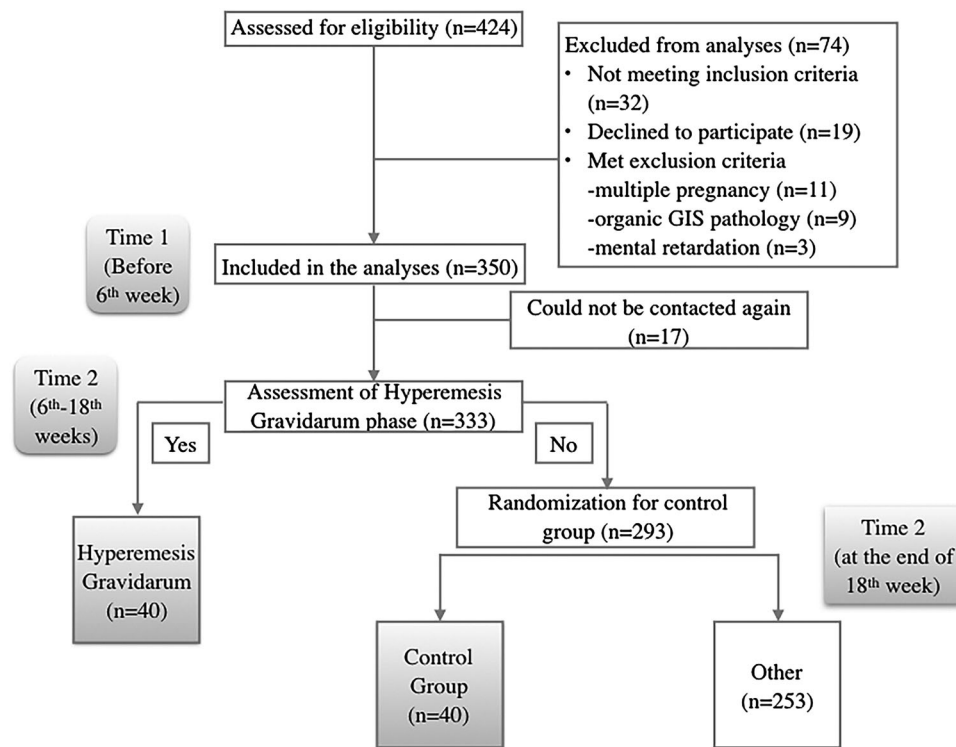 Assessed for eligibility (n=424)
Excluded from analyses (n=74)
• Not meeting inclusion criteria
(n=32)
• Declined to participate (n=19)
• Met exclusion criteria
-multiple pregnancy (n=11)
-organic GIS pathology (n=9)
-mental retardation (n=3)
Time 1
(Before
6th week)
Included in the analyses (n=350)
Could not be contacted again
(n=17)
Time 2
(6th-18th
weeks)
Assessment of Hyperemesis
Gravidarum phase (n=333)
Yes
No
Randomization for control
group (n=293)
Hyperemesis
Gravidarum
(n=40)
Time 2
(at the end of
18th week)
Control
Group
(n=40)
Other
(n=253)